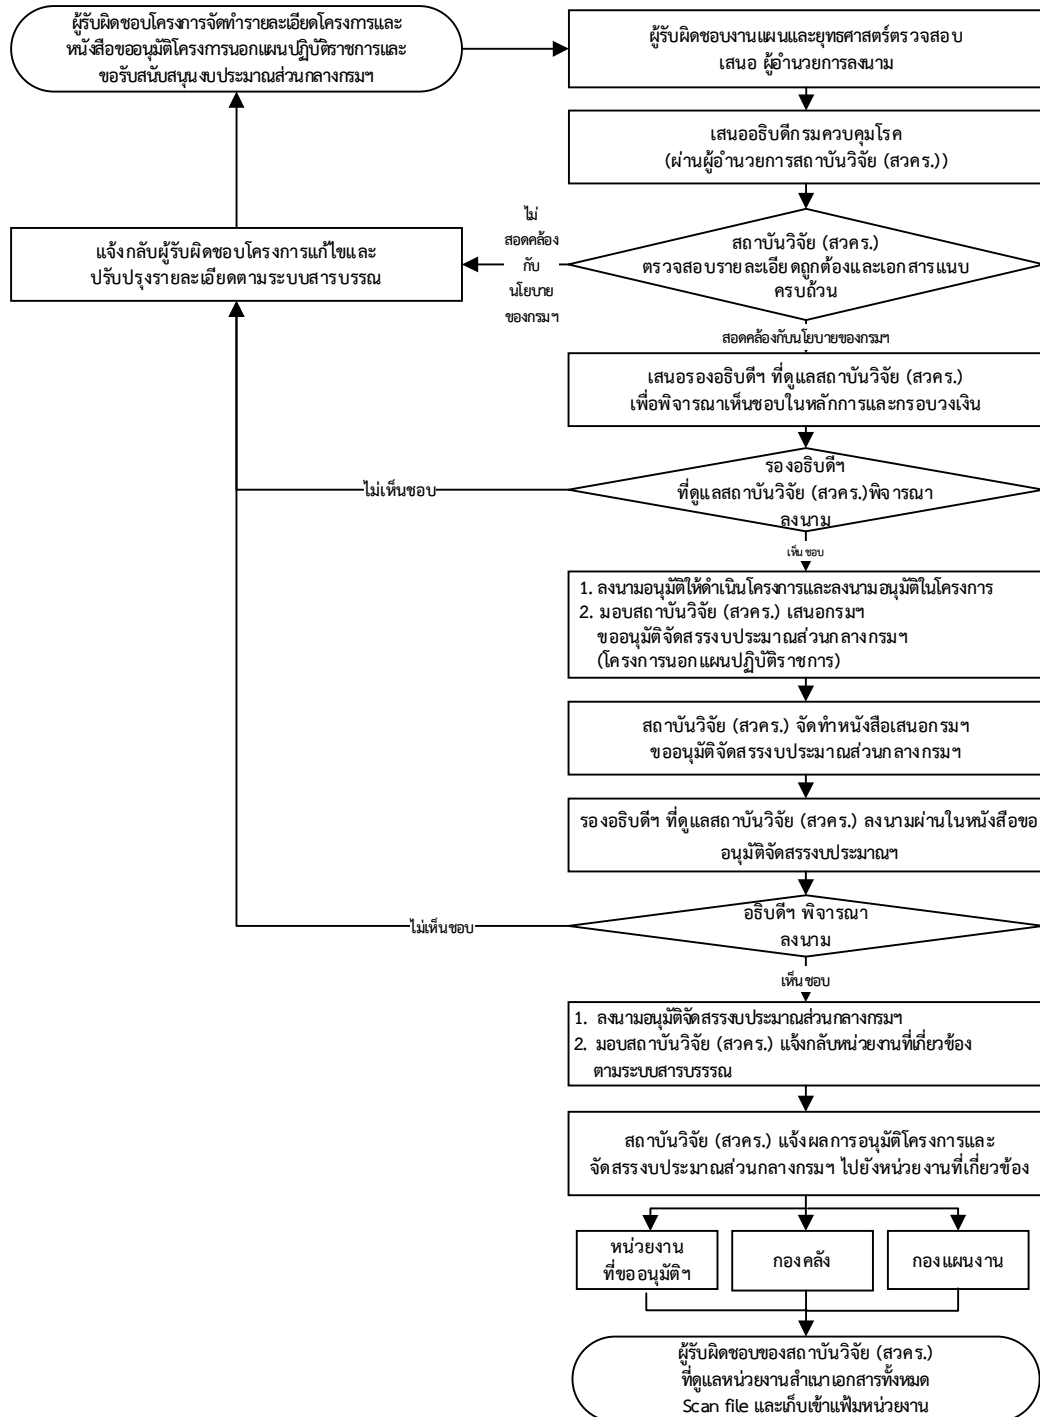 ผู้รับผิดชอบโครงการจัดทำรายละเอียดโครงการและ
หนังสือขออนุมัติโครงการนอกแผนปฏิบัติราชการและ
ขอรับสนับสนุนงบประมาณส่วนกลางกรมฯ
ผู้รับผิดชอบงานแผนและยุทธศาสตร์ตรวจสอบ
เสนอ ผู้อำนวยการลงนาม
เสนออธิบดีกรมควบคุมโรค
(ผ่านผู้อำนวยการสถาบันวิจัย (สวคร.))
สถาบันวิจัย (สวคร.)
ตรวจสอบรายละเอียดถูกต้องและเอกสารแนบ
ครบถ้วน
ไม่
สอดคล้อง
กับ
นโยบาย
ของกรมฯ
แจ้งกลับผู้รับผิดชอบโครงการแก้ไขและ
ปรับปรุงรายละเอียดตามระบบสารบรรณ
สอดคล้องกับนโยบายของกรมฯ
เสนอรองอธิบดีฯ ที่ดูแลสถาบันวิจัย (สวคร.)
เพื่อพิจารณาเห็นชอบในหลักการและกรอบวงเงิน
รองอธิบดีฯ
ที่ดูแลสถาบันวิจัย (สวคร.)พิจารณา
ลงนาม
ไม่เห็นชอบ
เห็นชอบ
1. ลงนามอนุมัติให้ดำเนินโครงการและลงนามอนุมัติในโครงการ
2. มอบสถาบันวิจัย (สวคร.) เสนอกรมฯ
ขออนุมัติจัดสรรงบประมาณส่วนกลางกรมฯ
(โครงการนอกแผนปฏิบัติราชการ)
สถาบันวิจัย (สวคร.) จัดทำหนังสือเสนอกรมฯ
ขออนุมัติจัดสรรงบประมาณส่วนกลางกรมฯ
รองอธิบดีฯ ที่ดูแลสถาบันวิจัย (สวคร.) ลงนามผ่านในหนังสือขอ
อนุมัติจัดสรรงบประมาณฯ
อธิบดีฯ พิจารณา
ลงนาม
ไม่เห็นชอบ
เห็นชอบ
1. ลงนามอนุมัติจัดสรรงบประมาณส่วนกลางกรมฯ
2. มอบสถาบันวิจัย (สวคร.) แจ้งกลับหน่วยงานที่เกี่ยวข้อง
ตามระบบสารบรรรณ
สถาบันวิจัย (สวคร.) แจ้งผลการอนุมัติโครงการและ
จัดสรรงบประมาณส่วนกลางกรมฯ ไปยังหน่วยงานที่เกี่ยวข้อง
หน่วยงาน
ที่ขออนุมัติฯ
กองคลัง
กองแผนงาน
ผู้รับผิดชอบของสถาบันวิจัย (สวคร.)
ที่ดูแลหน่วยงานสำเนาเอกสารทั้งหมด
Scan file และเก็บเข้าแฟ้มหน่วยงาน